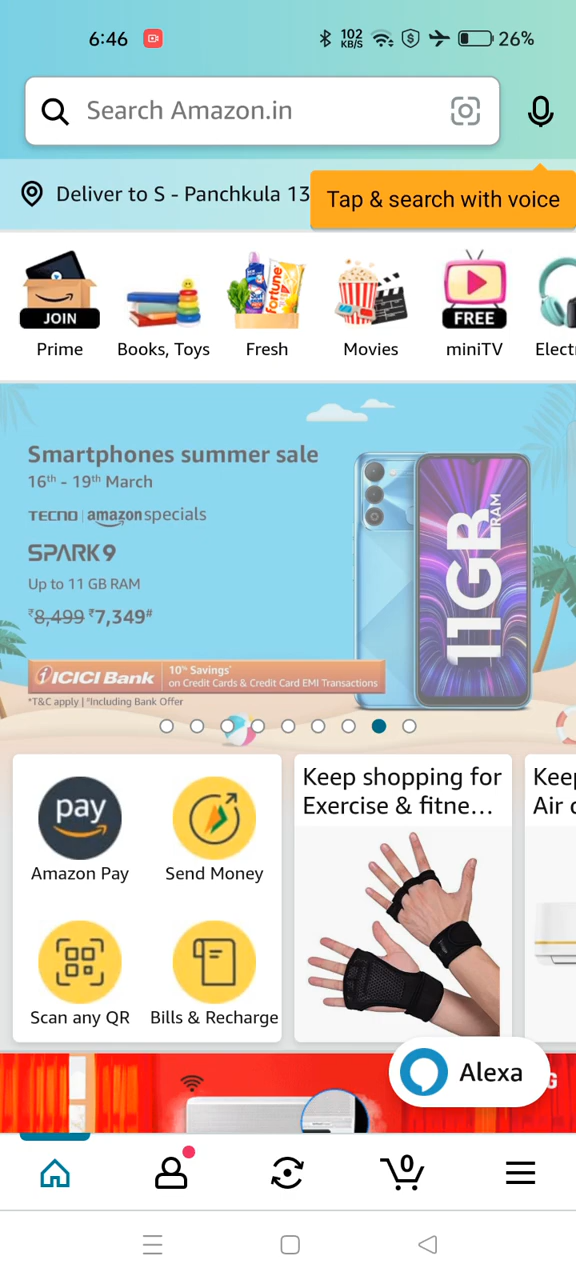 6:46
102 KB/S
26%
Search Amazon.in
Deliver to S - Panchkula 13
Tap & search with voice
JOIN
FREE
Prime
Books, Toys
Fresh
Movies
miniTV
Electr
Smartphones summer sale
16th - 19th March
TECNO | amazon specials
SPARK 9
Up to 11 GB RAM
₹8,499 ₹7,349#
ICICI Bank
10% Savings*
on Credit Cards & Credit Card EMI Transactions
*T&C apply | #Including Bank Offer
11GB RAM
pay
Amazon Pay
Send Money
Scan any QR
Bills & Recharge
Keep shopping for
Exercise & fitne...
Keep
Air c
Alexa
G
0